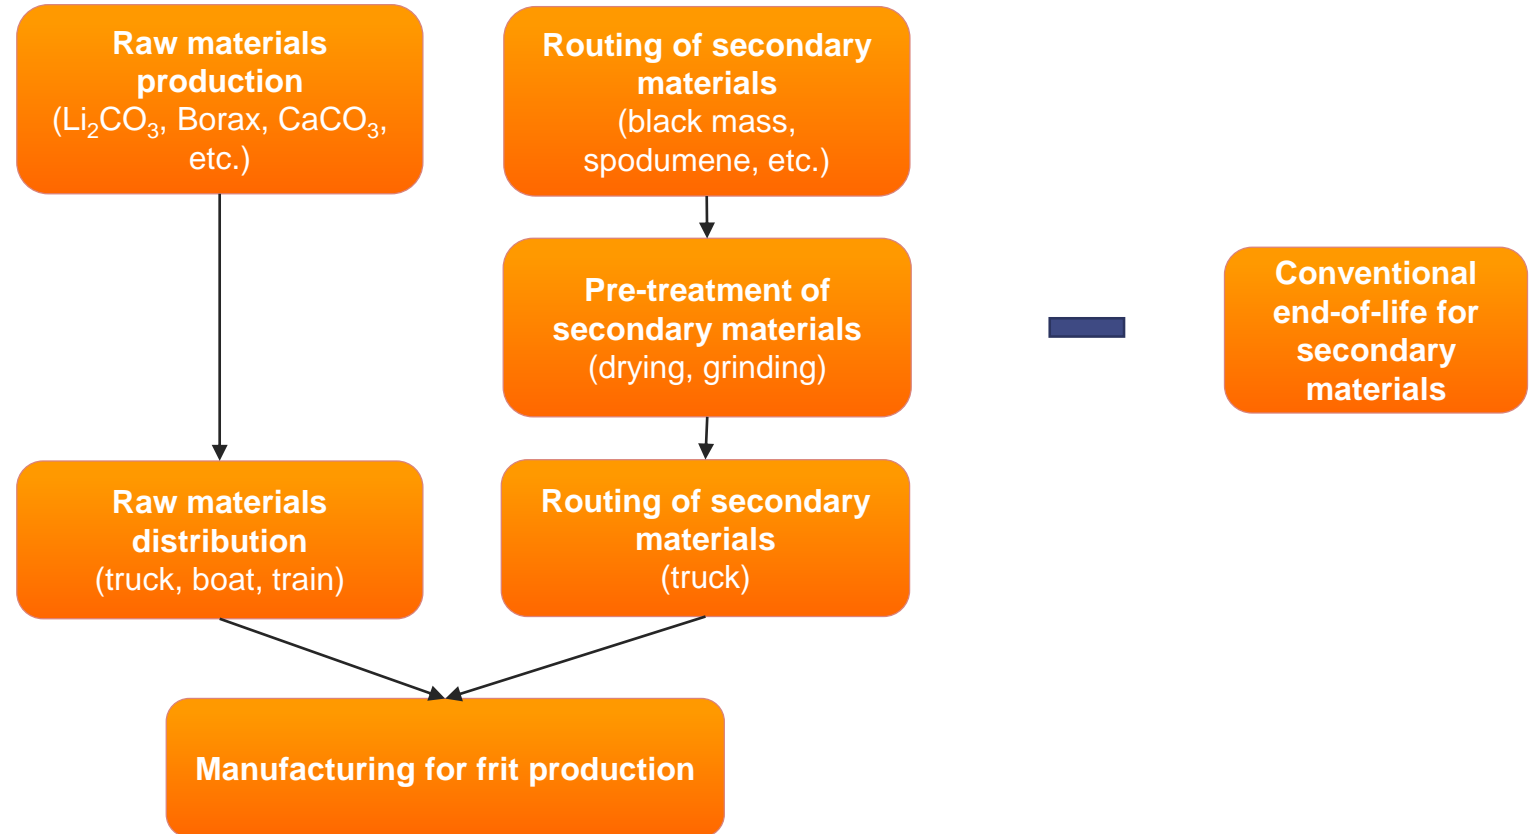 Raw materials
production
(Li₂CO₃, Borax, CaCO₃,
etc.)
Routing of secondary
materials
(black mass,
spodumene, etc.)
Pre-treatment of
secondary materials
(drying, grinding)
Conventional
end-of-life for
secondary
materials
Raw materials
distribution
(truck, boat, train)
Routing of secondary
materials
(truck)
Manufacturing for frit production